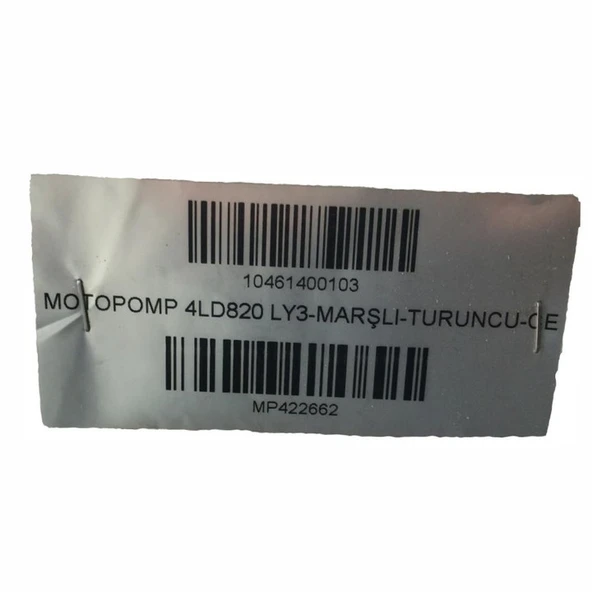 10461400103
MOTOPOMP 4LD820 LY3-MARŞLI-TURUNCU-CE
MP422662